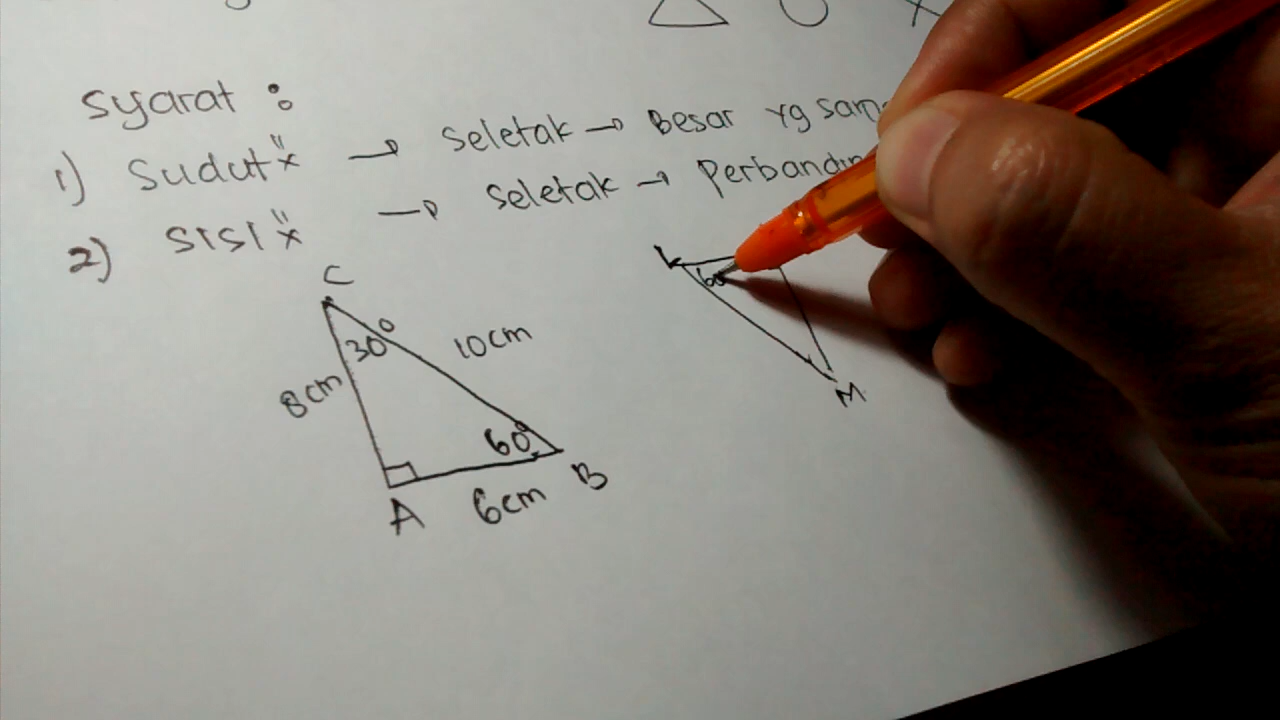 syarat :
1) Sudut"x → Seletak → Besar yg sam
2) sisi"x → Seletak → Perbandin
C
30°
8cm
10cm
60°
A
6cm
B
K
60
M